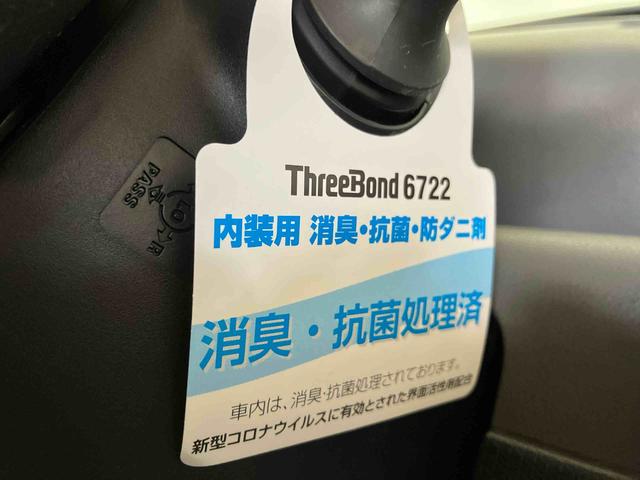 ThreeBond 6722
内装用 消臭・抗菌・防ダニ剤
消臭・抗菌処理済
車内は、消臭・抗菌処理されております。
新型コロナウイルスに有効とされた界面活性剤配合
PASS
LO
R